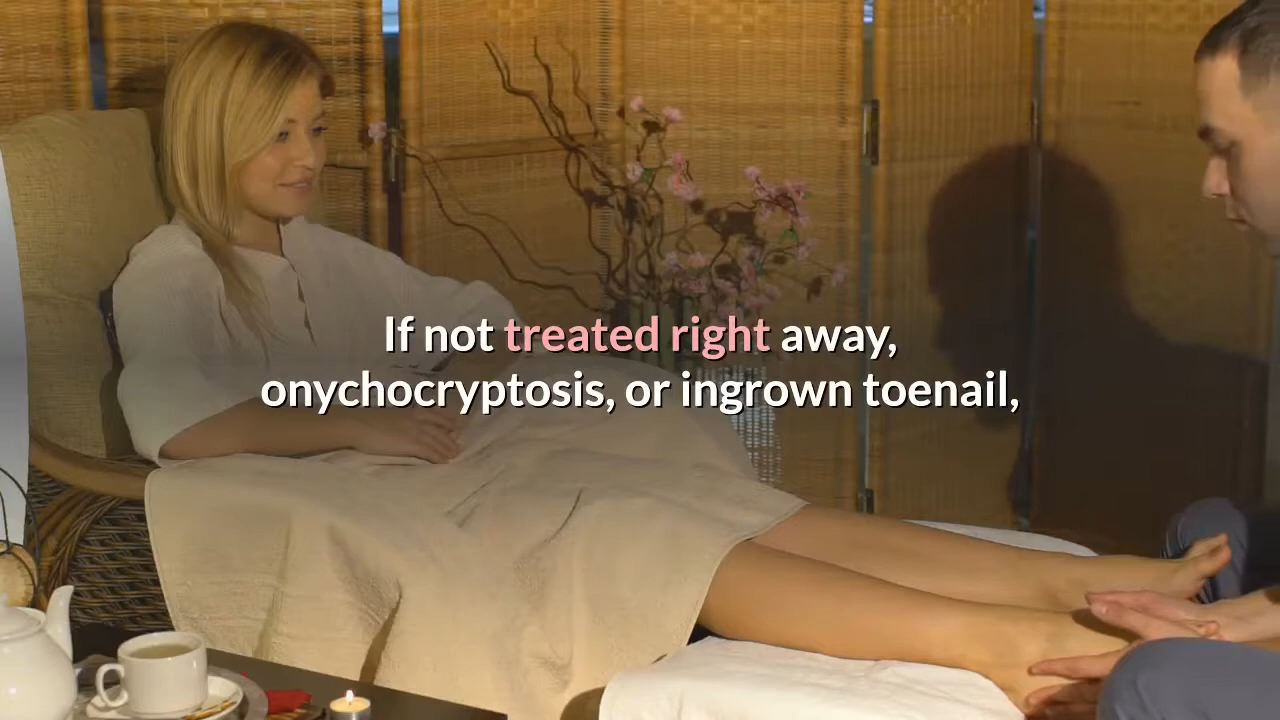 If not treated right away,
onychocryptosis, or ingrown toenail,